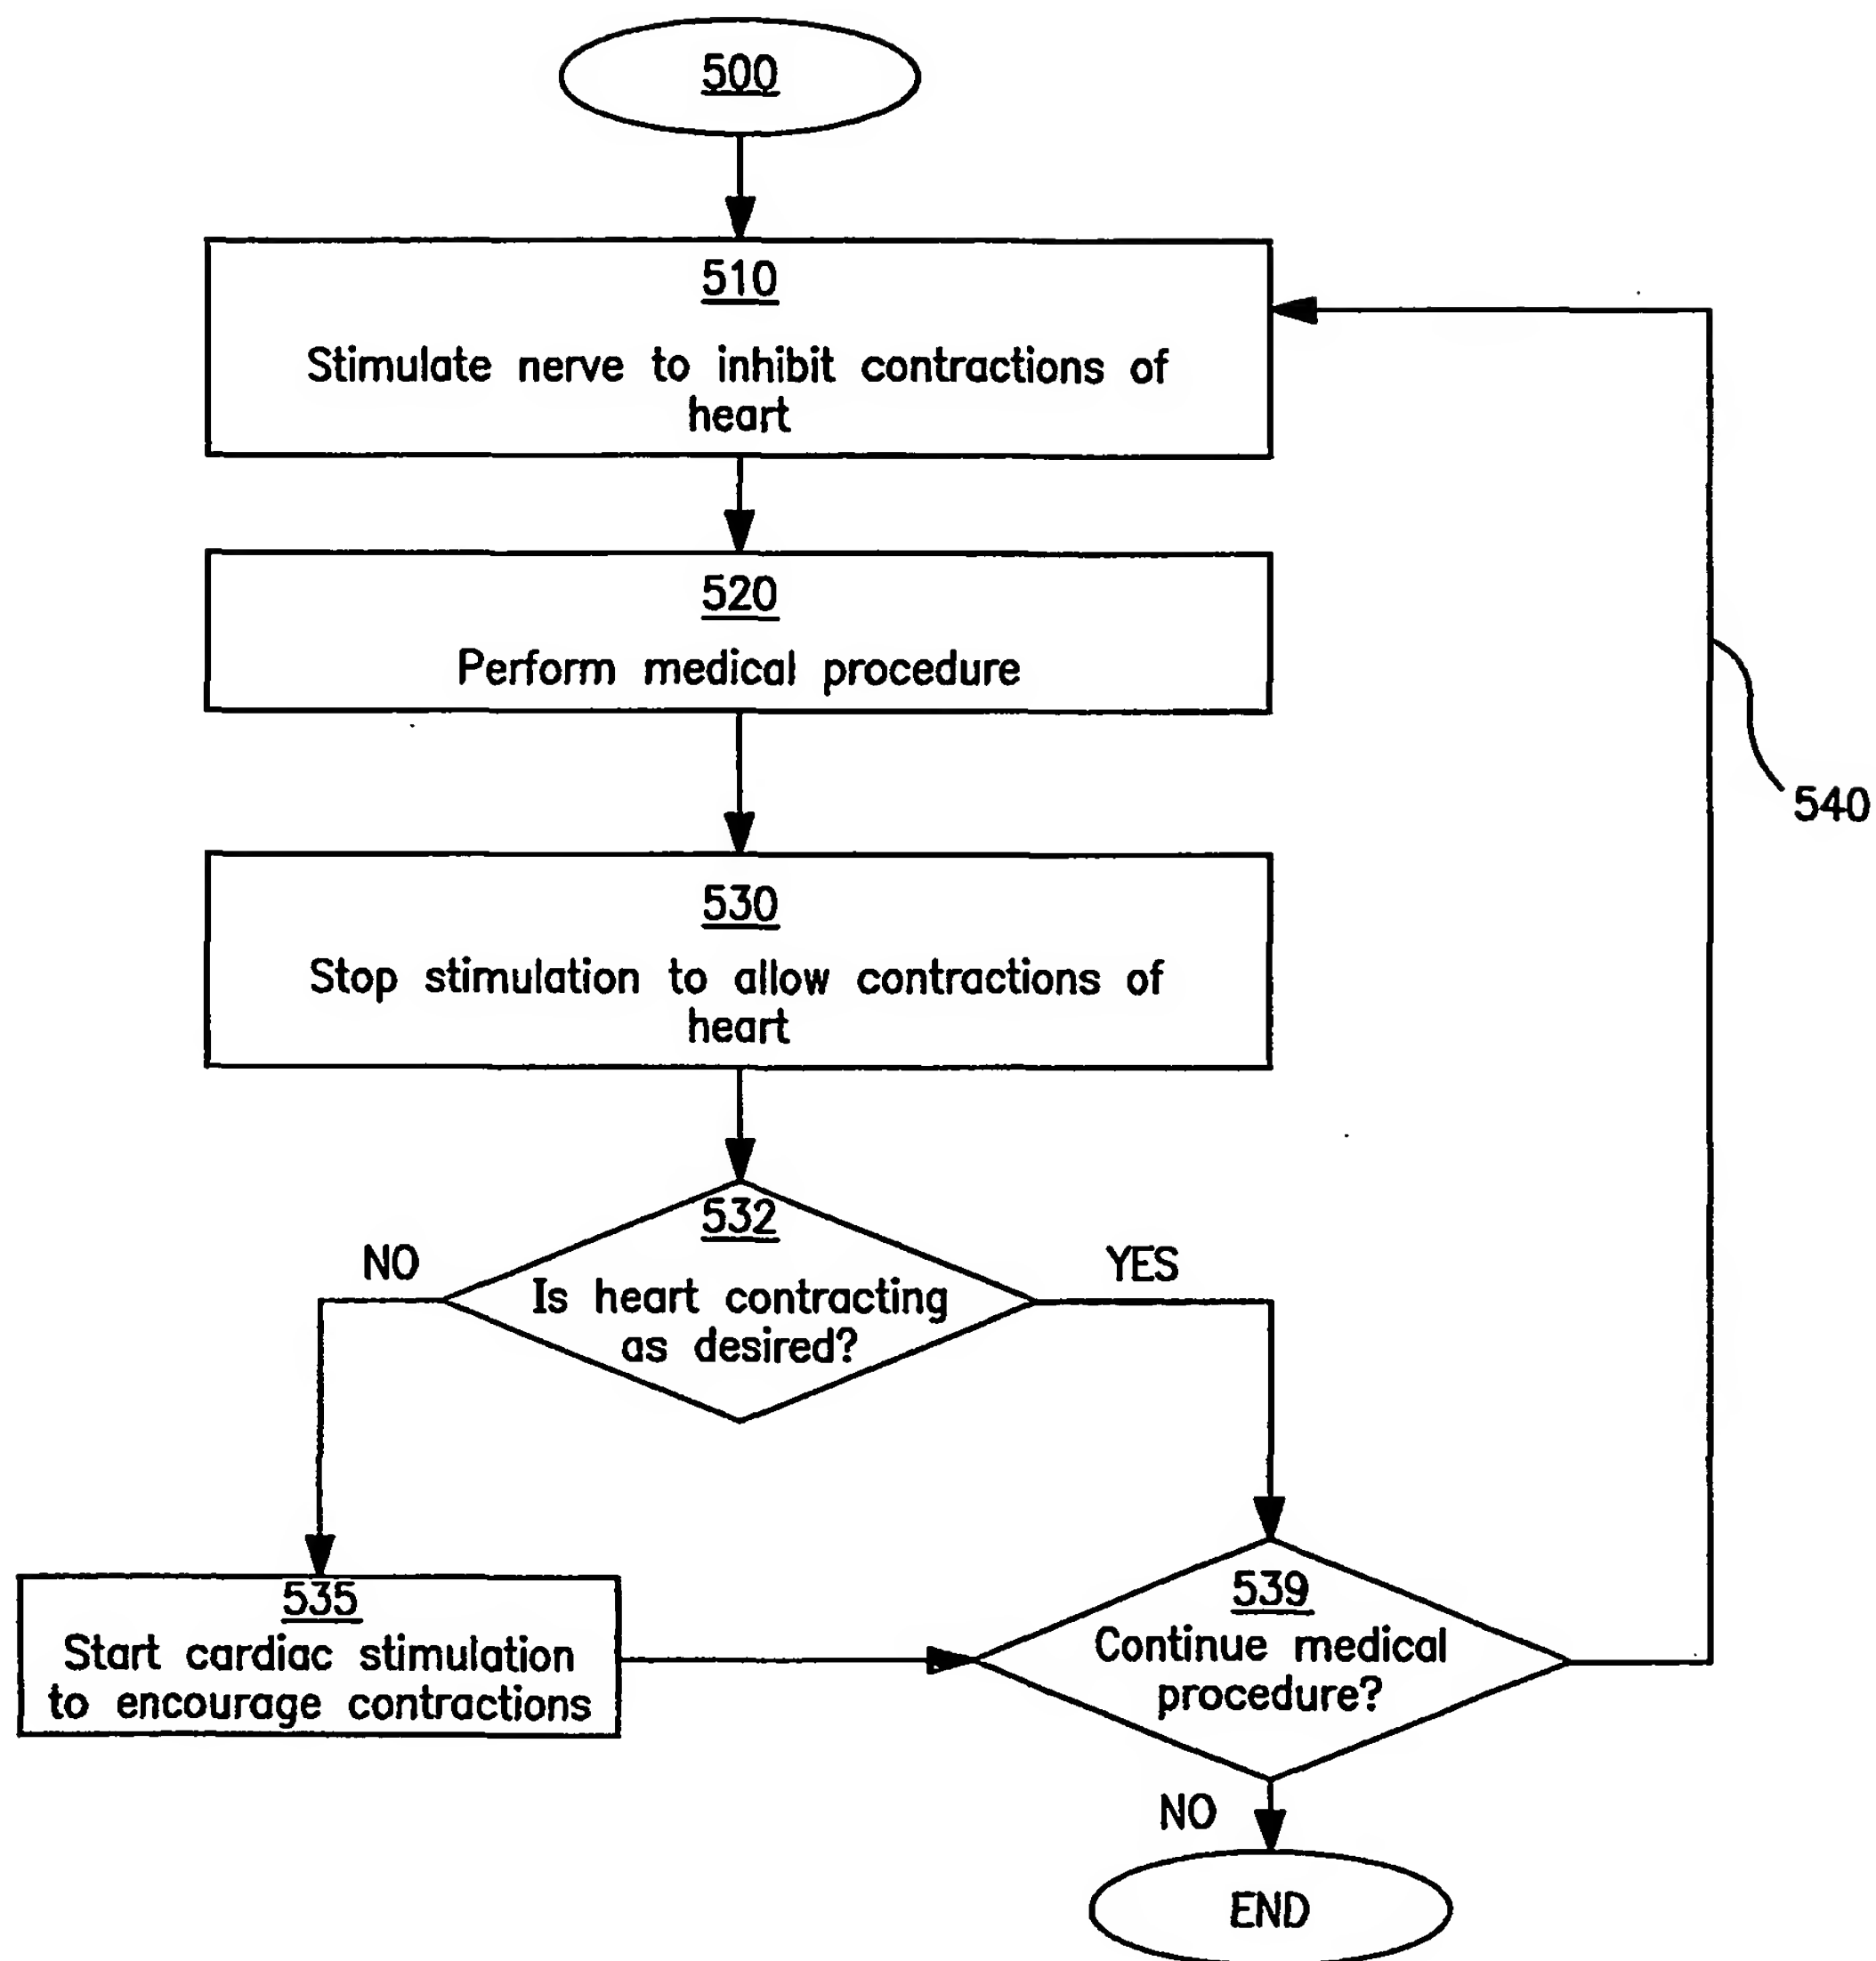 500
510
Stimulate nerve to inhibit contractions of
heart
520
Perform medical procedure
540
530
Stop stimulation to allow contractions of
heart
532
NO
YES
Is heart contracting
as desired?
535
Start cardiac stimulation
to encourage contractions
539
Continue medical
procedure?
NO
END